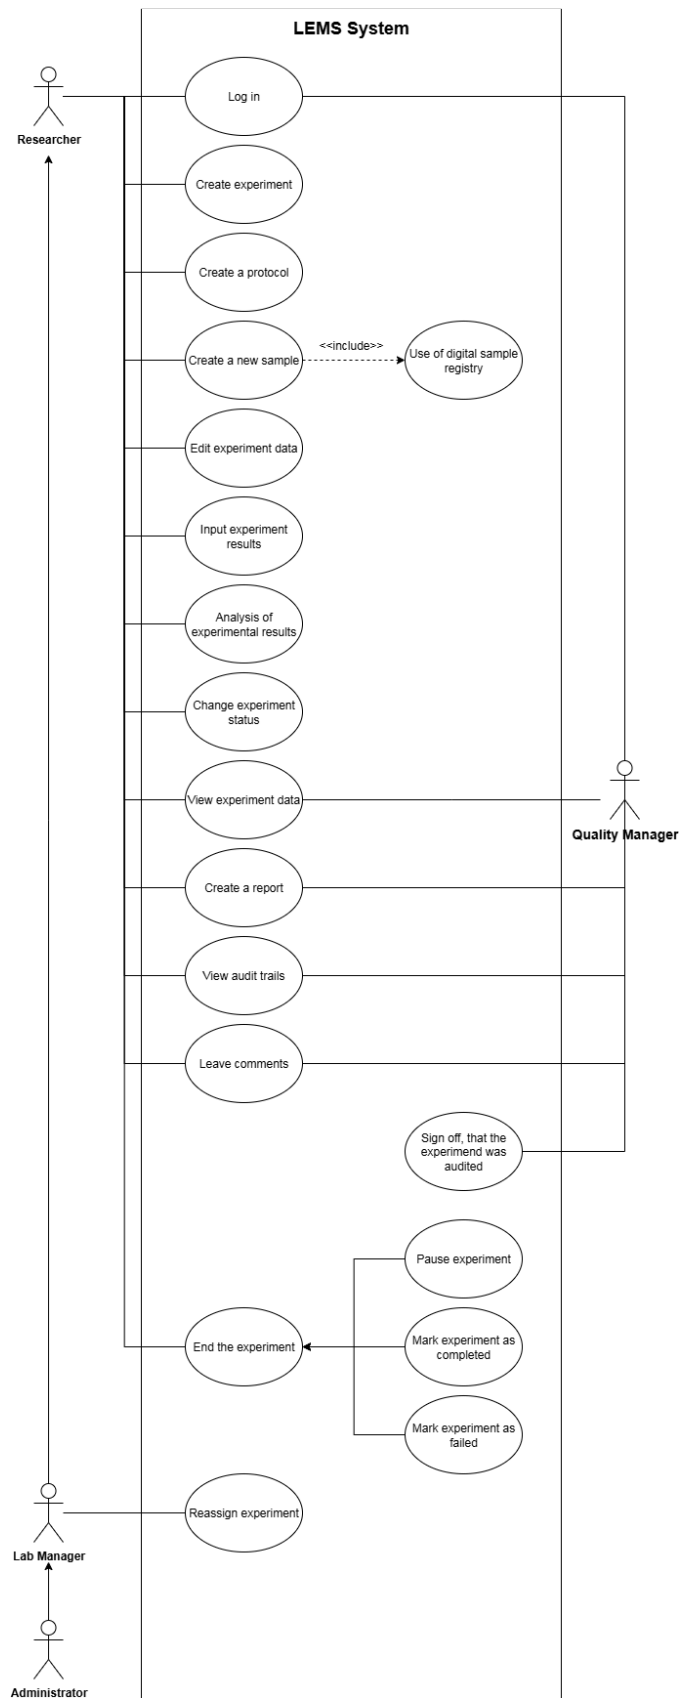 LEMS System
Log in
Researcher
Create experiment
Create a protocol
<<include>>
Create a new sample
Use of digital sample
registry
Edit experiment data
Input experiment
results
Analysis of
experimental results
Change experiment
status
View experiment data
Quality Manager
Create a report
View audit trails
Leave comments
Sign off, that the
experimend was
audited
Pause experiment
End the experiment
Mark experiment as
completed
Mark experiment as
failed
Reassign experiment
Lab Manager
Administrator